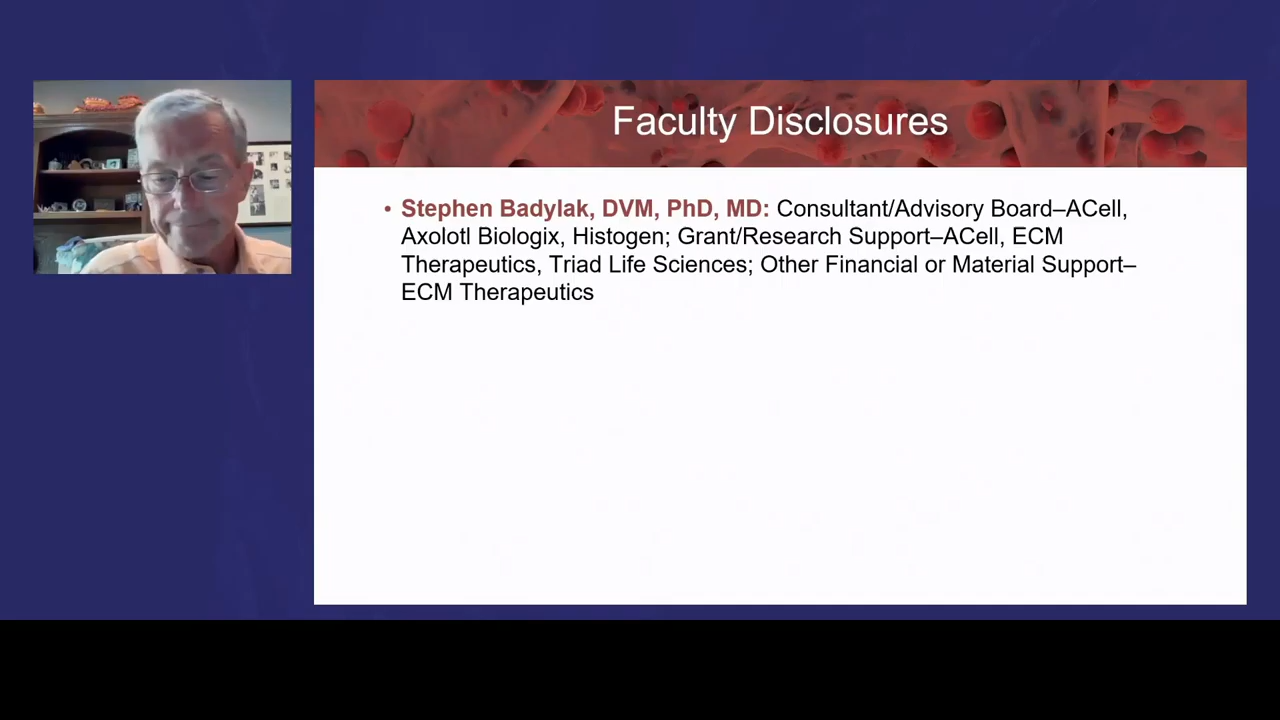 Faculty Disclosures
• Stephen Badylak, DVM, PhD, MD: Consultant/Advisory Board–ACell,
Axolotl Biologix, Histogen; Grant/Research Support–ACell, ECM
Therapeutics, Triad Life Sciences; Other Financial or Material Support–
ECM Therapeutics